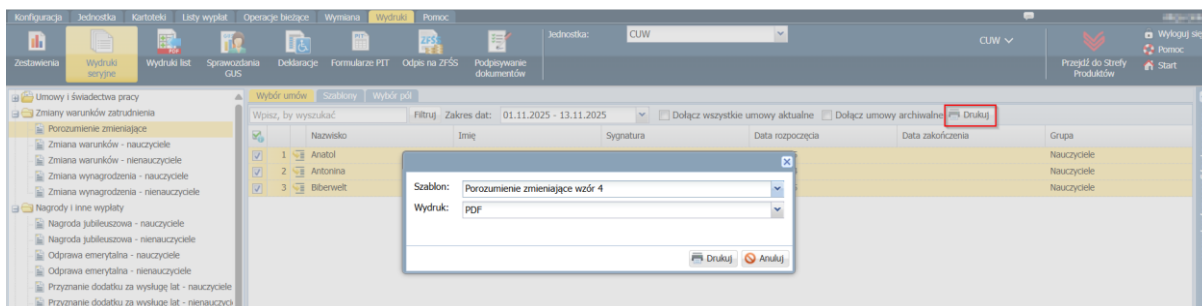 Konfiguracja Jednostka Kartoteki Listy wypłat Operacje bieżące Wymiana Wydruki Pomoc
Zestawienia
Wydruki
seryjne
Wydruki list
Sprawozdania
GUS
Deklaracje
Formularze PIT
Odpis na ZFŚS
Podpisywanie
dokumentów
Jednostka: CUW
CUW
Przejdź do Strefy
Produktów
Wyloguj się
Pomoc
Start
Umowy i świadectwa pracy
Zmiany warunków zatrudnienia
Porozumienie zmieniające
Zmiana warunków - nauczyciele
Zmiana warunków - nienauczyciele
Zmiana wynagrodzenia - nauczyciele
Zmiana wynagrodzenia - nienauczyciele
Nagrody i inne wypłaty
Nagroda jubileuszowa - nauczyciele
Nagroda jubileuszowa - nienauczyciele
Odprawa emerytalna - nauczyciele
Odprawa emerytalna - nienauczyciele
Przyznanie dodatku za wysługę lat - nauczyciele
Przyznanie dodatku za wysługę lat - nienauczyci
Wybór umów Szablony Wybór pól
Wpisz, by wyszukać Filtruj Zakres dat: 01.11.2025 - 13.11.2025 Dołącz wszystkie umowy aktualne Dołącz umowy archiwalne Drukuj
Nazwisko Imię Sygnatura Data rozpoczęcia Data zakończenia Grupa
1 Anatol Nauczyciele
2 Antonina Nauczyciele
3 Biberwelt Nauczyciele
Szablon: Porozumienie zmieniające wzór 4
Wydruk: PDF
Drukuj Anuluj